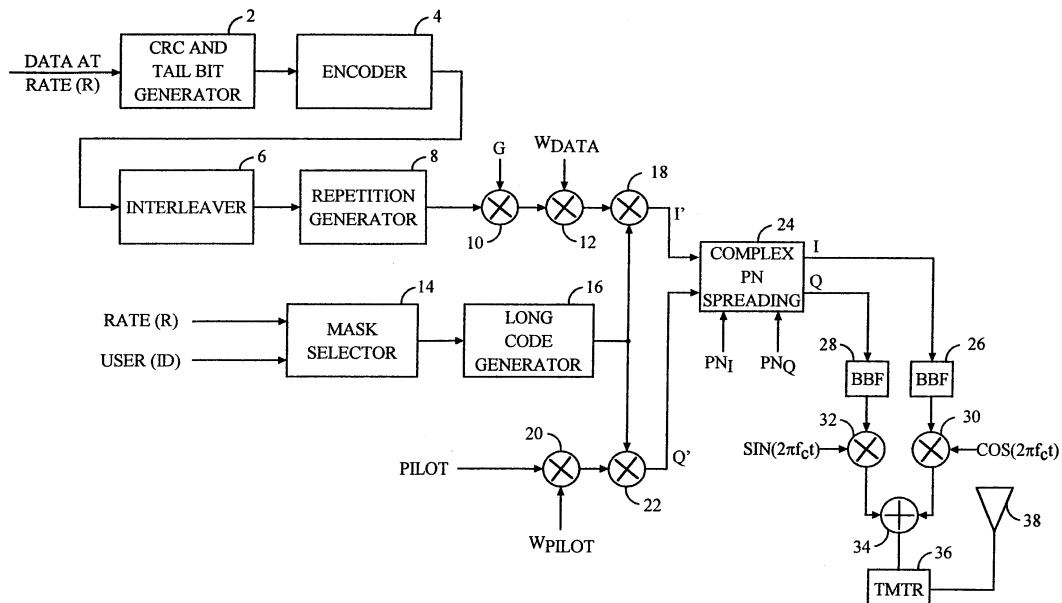 2
4
DATA AT
RATE (R)
CRC AND
TAIL BIT
GENERATOR
ENCODER
6
8
G
WDATA
18
INTERLEAVER
REPETITION
GENERATOR
10
12
I'
24
COMPLEX
PN
SPREADING
I
Q
14
16
RATE (R)
USER (ID)
MASK
SELECTOR
LONG
CODE
GENERATOR
PNI
PNQ
28
BBF
26
BBF
32
30
SIN(2πfct)
COS(2πfct)
20
PILOT
Q'
22
WPILOT
34
38
36
TMTR